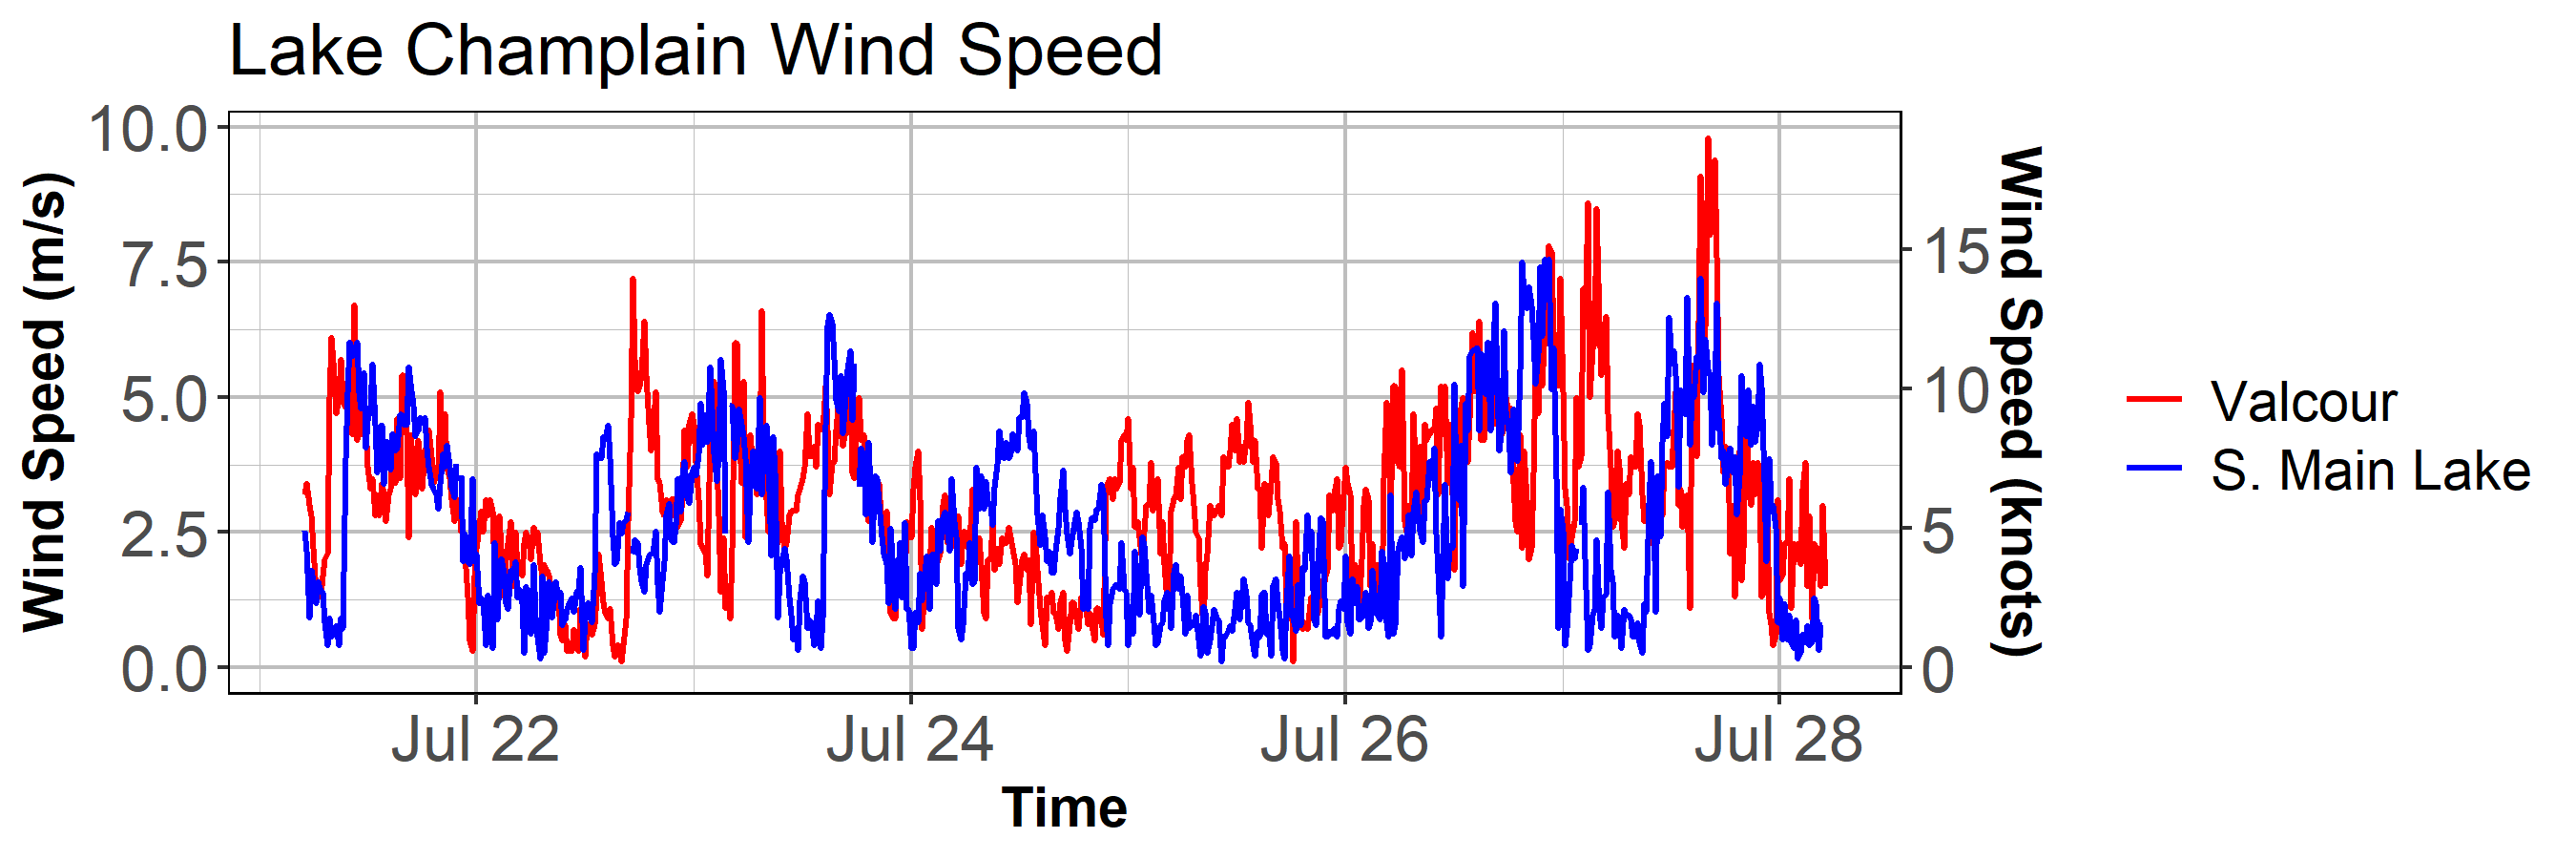 Lake Champlain Wind Speed
10.0
7.5
5.0
2.5
0.0
Wind Speed (m/s)
15
10
5
0
Wind Speed (knots)
Jul 22
Jul 24
Jul 26
Jul 28
Time
Valcour
S. Main Lake